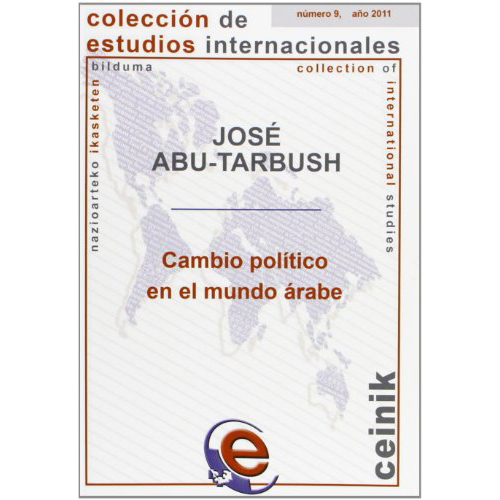 colección de
estudios internacionales
número 9, año 2011
bilduma
collection of
nazioarteko ikasketen
international studies
JOSÉ
ABU-TARBUSH
Cambio político
en el mundo árabe
ceinik
e